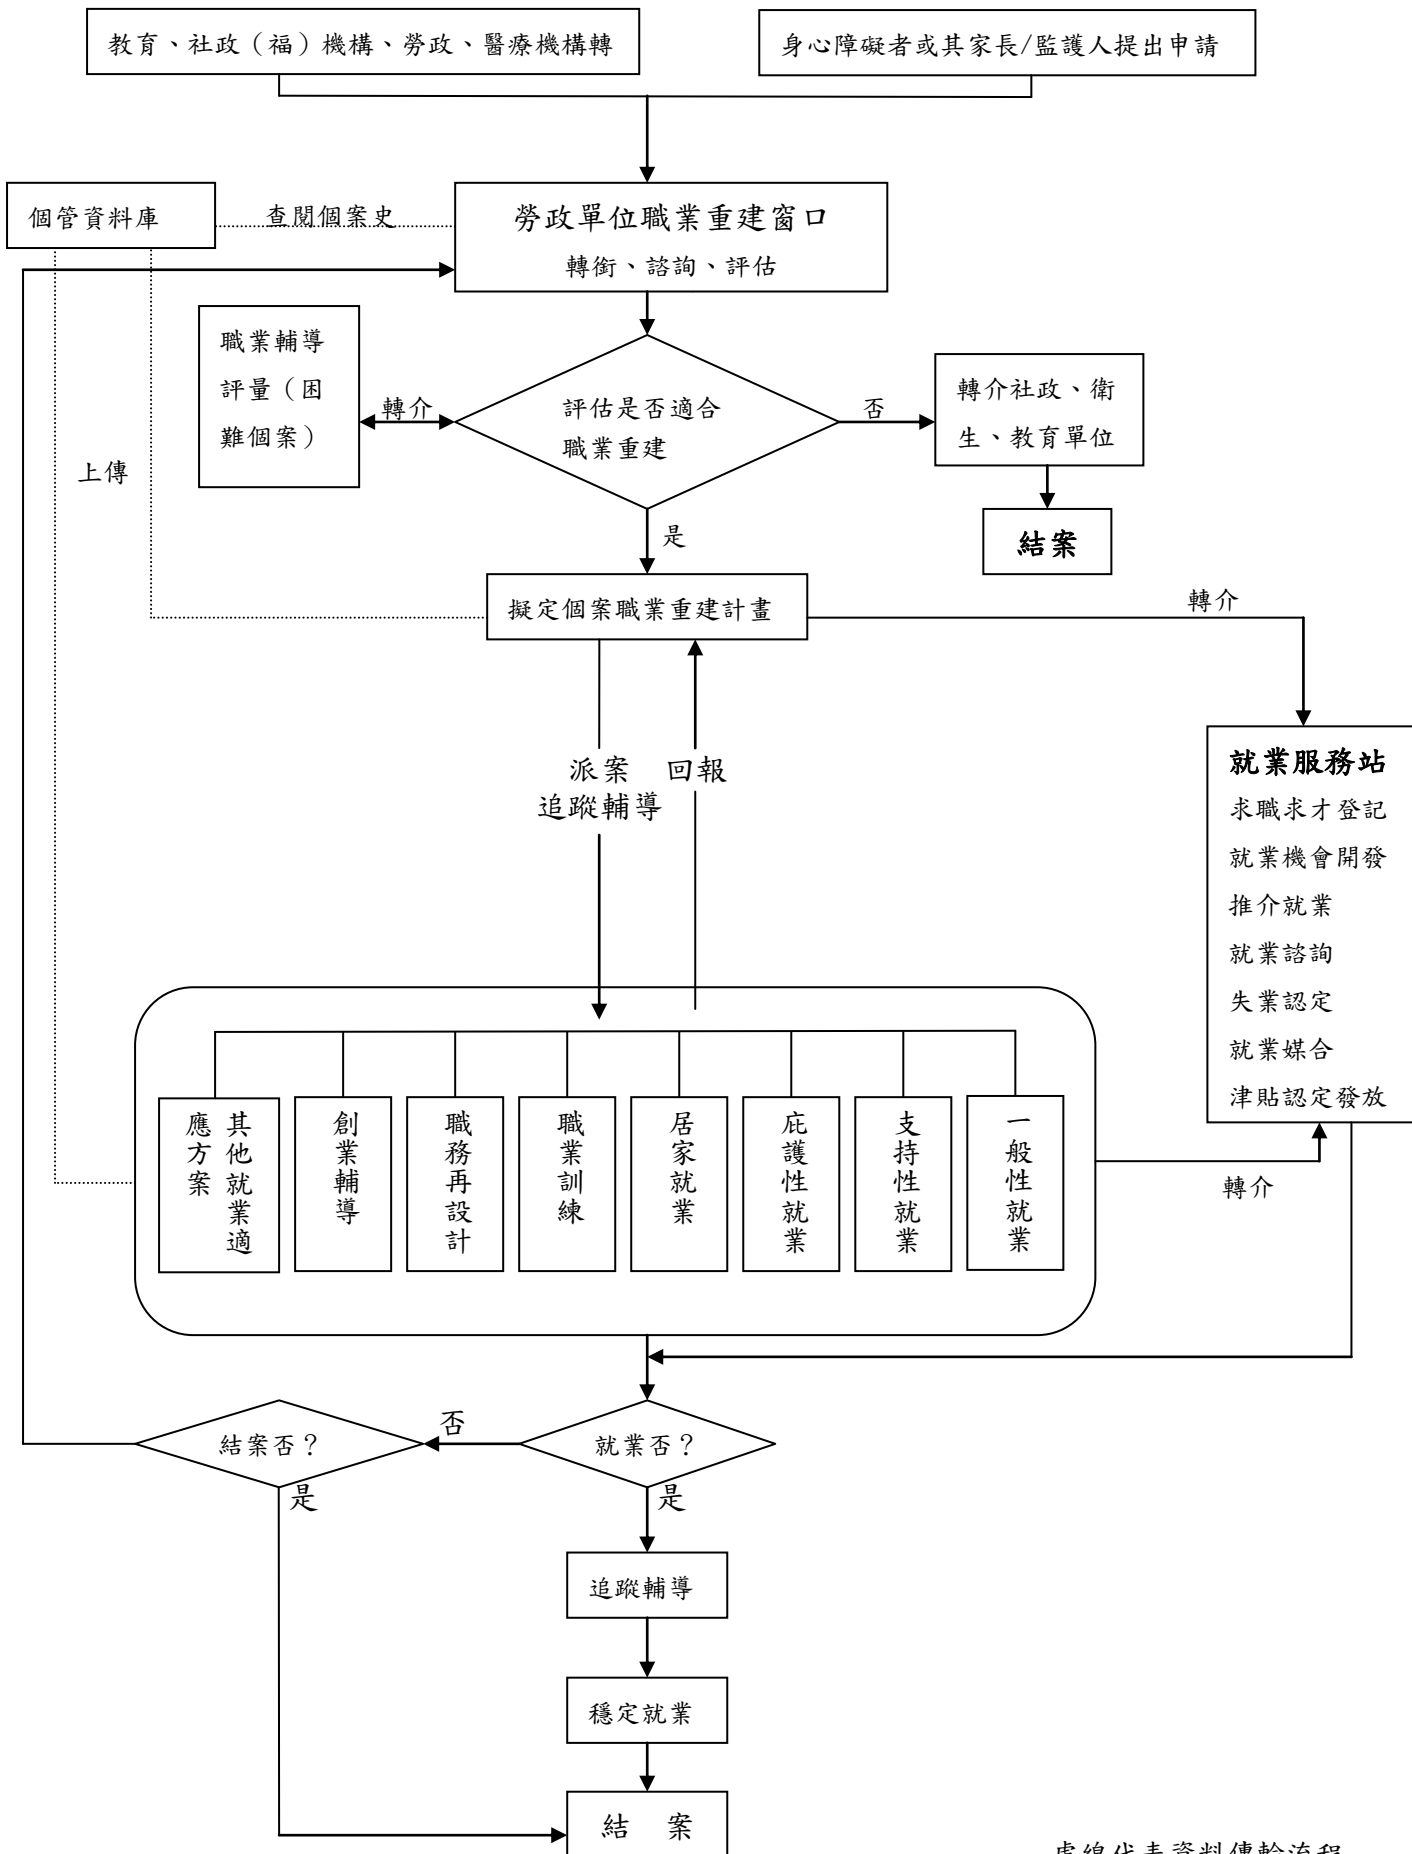 教育、社政（福）機構、勞政、醫療機構轉
身心障礙者或其家長/監護人提出申請
個管資料庫
查閱個案史
勞政單位職業重建窗口
轉銜、諮詢、評估
職業輔導
評量（困
難個案）
轉介
評估是否適合
職業重建
否
轉介社政、衛
生、教育單位
上傳
是
結案
擬定個案職業重建計畫
轉介
派案
追蹤輔導
回報
就業服務站
求職求才登記
就業機會開發
推介就業
就業諮詢
失業認定
就業媒合
津貼認定發放
其他就業適
應方案
創業輔導
職務再設計
職業訓練
居家就業
庇護性就業
支持性就業
一般性就業
轉介
結案否？
否
就業否？
是
是
追蹤輔導
穩定就業
結 案
虛線代表資料傳輸流程